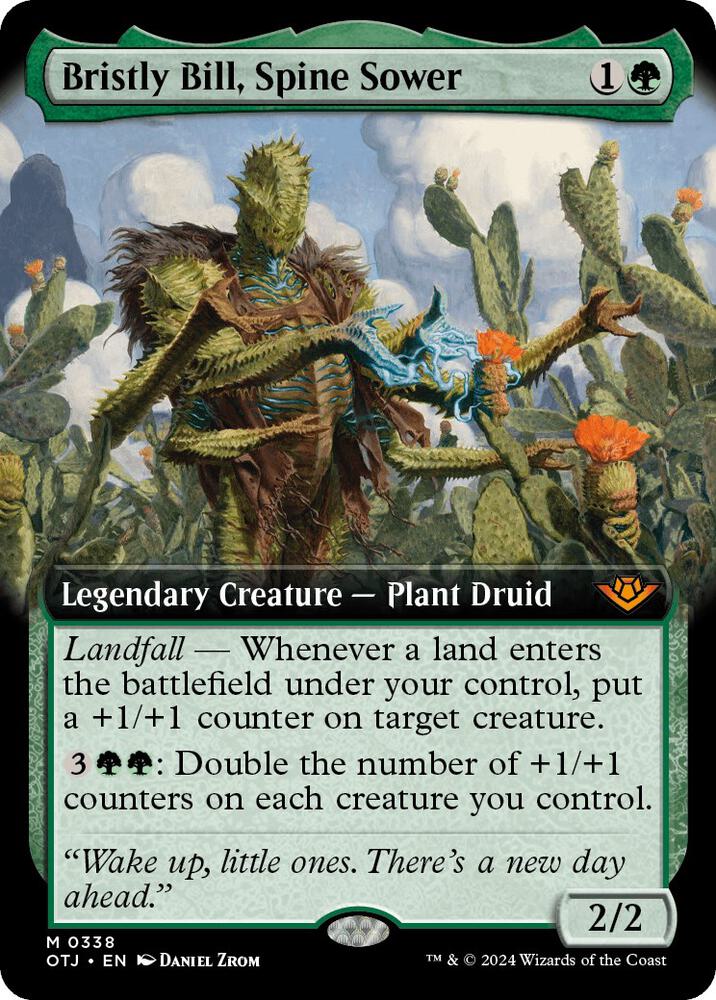 Bristly Bill, Spine Sower 1
Legendary Creature — Plant Druid
Landfall — Whenever a land enters
the battlefield under your control, put
a +1/+1 counter on target creature.
3 : Double the number of +1/+1
counters on each creature you control.
“Wake up, little ones. There’s a new day
ahead.”
2/2
M 0338
OTJ • EN Daniel Zrom
™ & © 2024 Wizards of the Coast